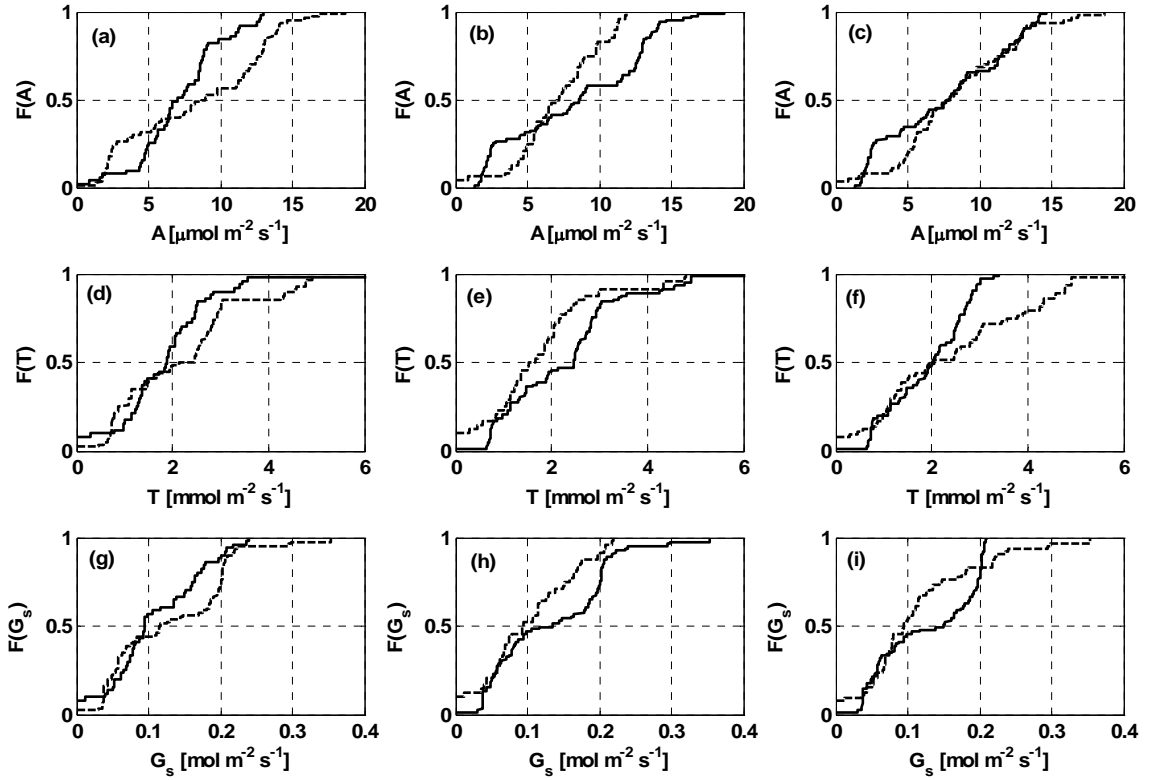 1 (a) 1 (b) 1 (c)
F(A) 0.5 F(A) 0.5 F(A) 0.5
0 0 0
0 5 10 15 20 0 5 10 15 20 0 5 10 15 20
A [μmol m⁻² s⁻¹] A [μmol m⁻² s⁻¹] A [μmol m⁻² s⁻¹]
1 (d) 1 (e) 1 (f)
F(T) 0.5 F(T) 0.5 F(T) 0.5
0 0 0
0 2 4 6 0 2 4 6 0 2 4 6
T [mmol m⁻² s⁻¹] T [mmol m⁻² s⁻¹] T [mmol m⁻² s⁻¹]
1 (g) 1 (h) 1 (i)
F(Gₛ) 0.5 F(Gₛ) 0.5 F(Gₛ) 0.5
0 0 0
0 0.1 0.2 0.3 0.4 0 0.1 0.2 0.3 0.4 0 0.1 0.2 0.3 0.4
Gₛ [mol m⁻² s⁻¹] Gₛ [mol m⁻² s⁻¹] Gₛ [mol m⁻² s⁻¹]